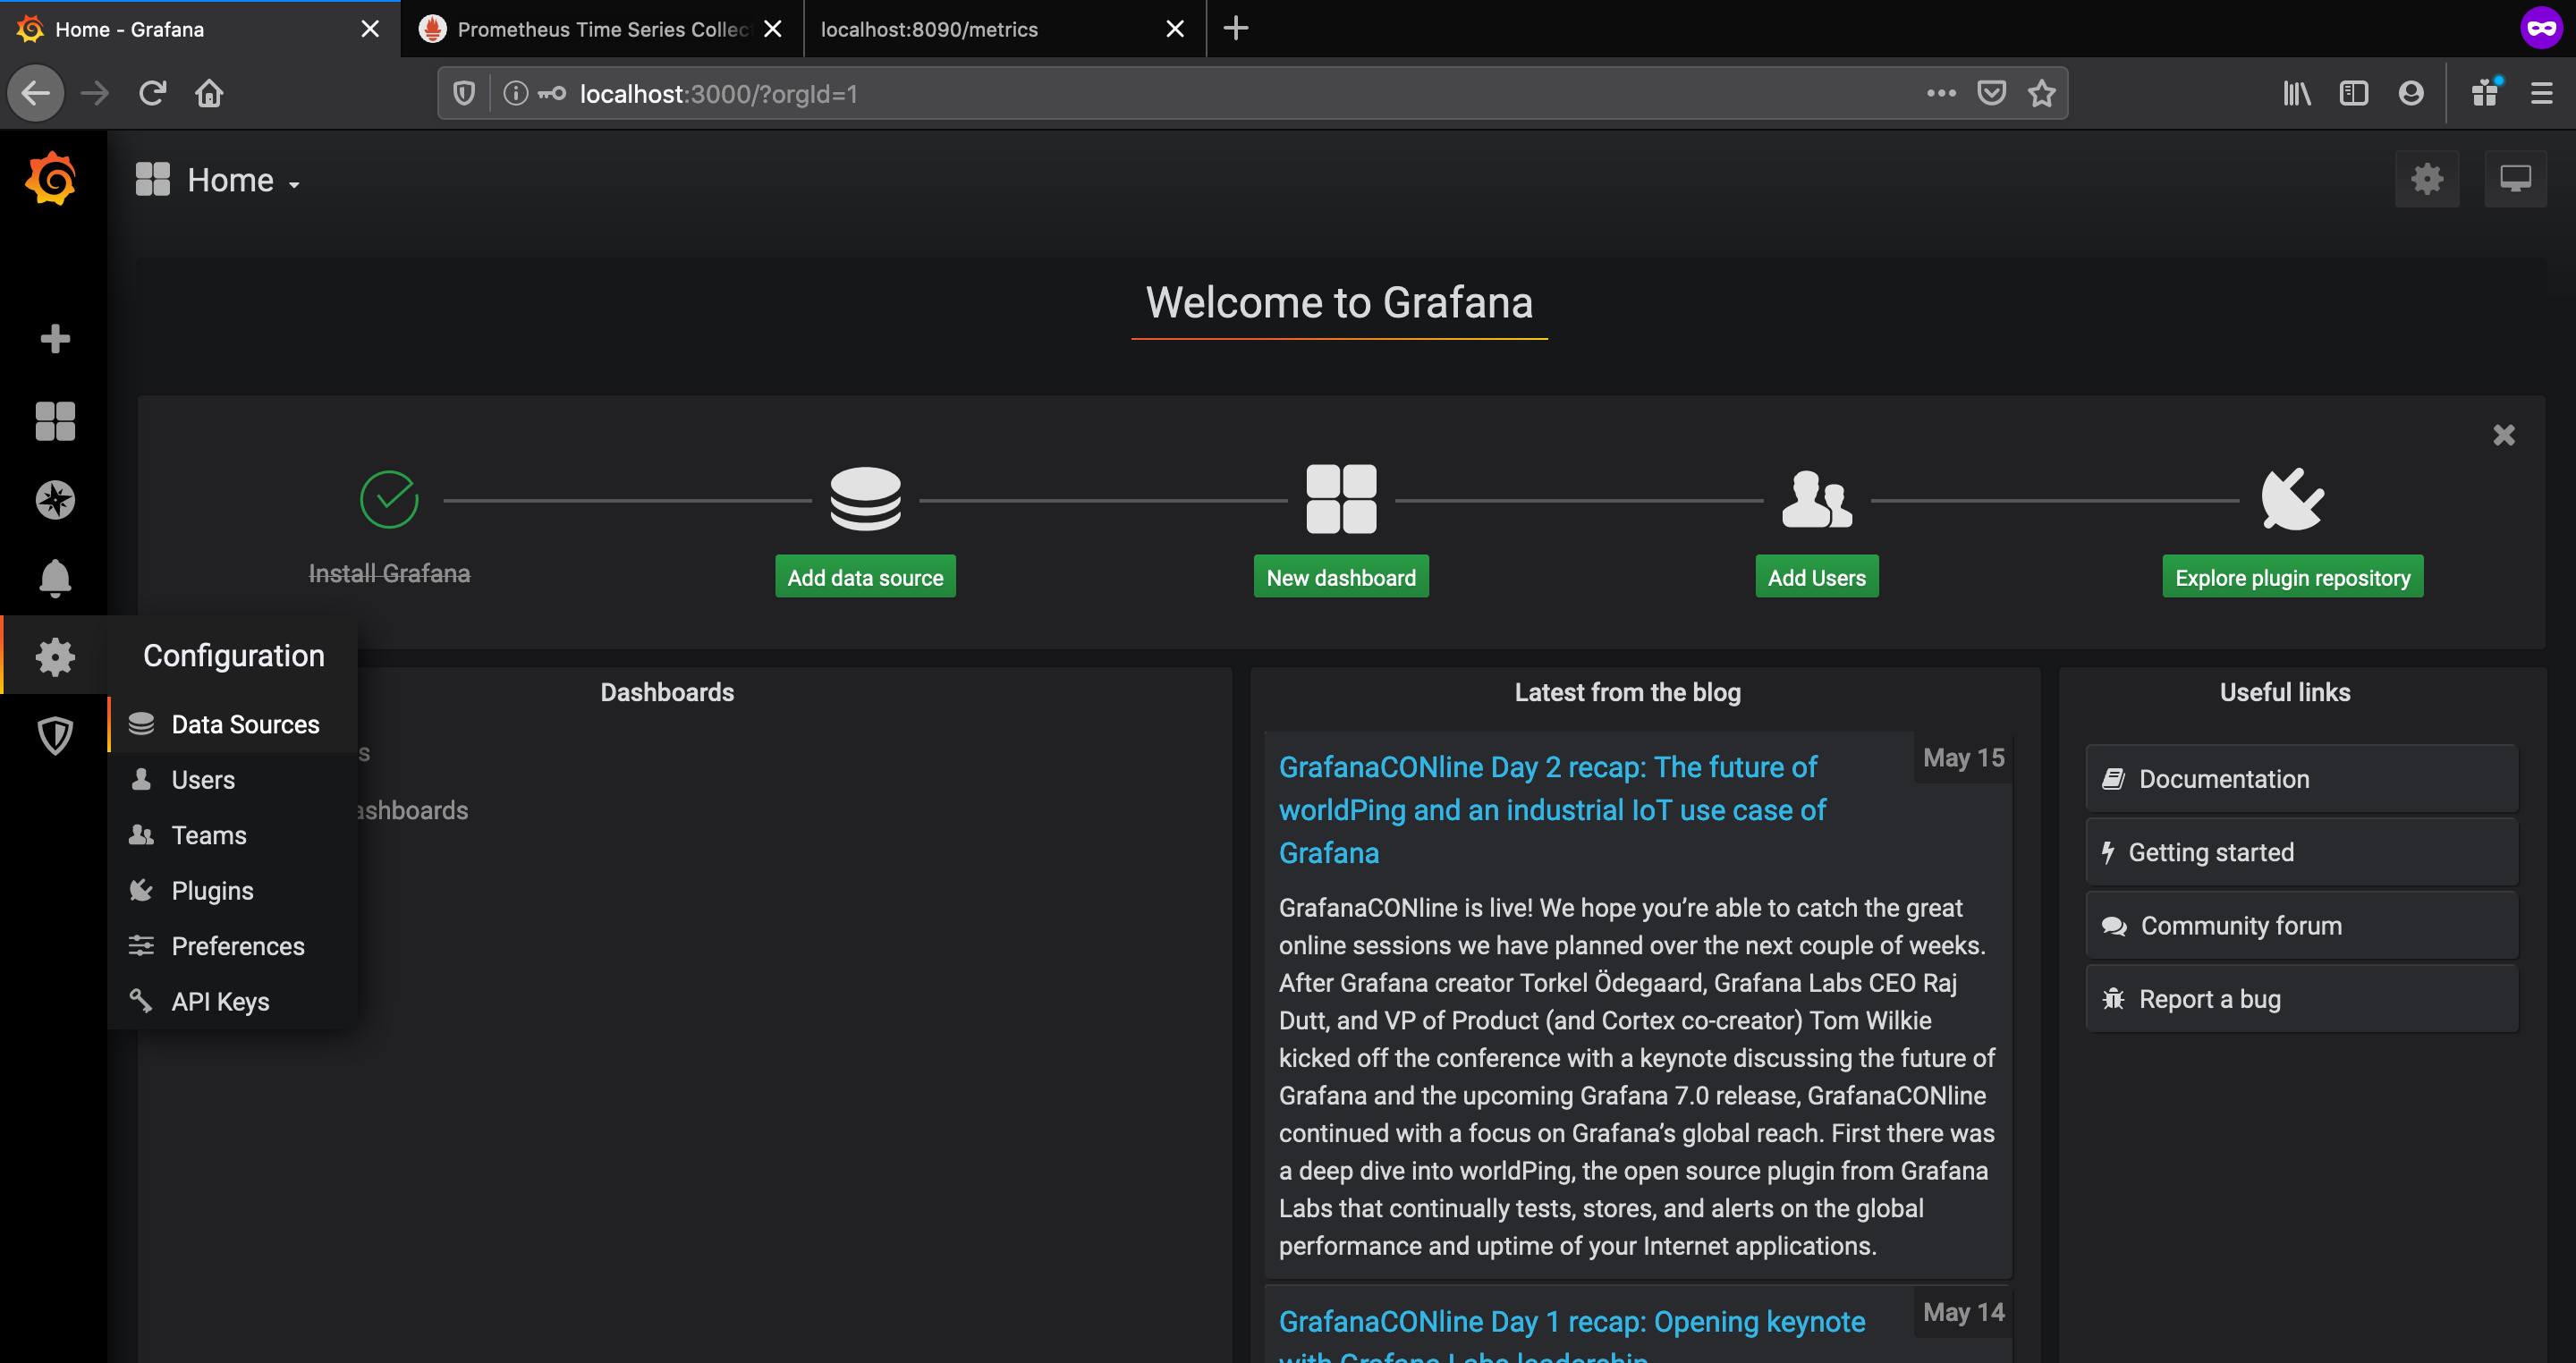 Home - Grafana
Prometheus Time Series Collec
localhost:8090/metrics
localhost:3000/?orgId=1
Home
Welcome to Grafana
Install Grafana
Add data source
New dashboard
Add Users
Explore plugin repository
Configuration
Data Sources
Users
Teams
Plugins
Preferences
API Keys
Dashboards
s
ashboards
Latest from the blog
GrafanaCONline Day 2 recap: The future of
worldPing and an industrial IoT use case of
Grafana
May 15
GrafanaCONline is live! We hope you’re able to catch the great
online sessions we have planned over the next couple of weeks.
After Grafana creator Torkel Ödegaard, Grafana Labs CEO Raj
Dutt, and VP of Product (and Cortex co-creator) Tom Wilkie
kicked off the conference with a keynote discussing the future of
Grafana and the upcoming Grafana 7.0 release, GrafanaCONline
continued with a focus on Grafana’s global reach. First there was
a deep dive into worldPing, the open source plugin from Grafana
Labs that continually tests, stores, and alerts on the global
performance and uptime of your Internet applications.
GrafanaCONline Day 1 recap: Opening keynote
with Grafana Labs leadership
May 14
Useful links
Documentation
Getting started
Community forum
Report a bug